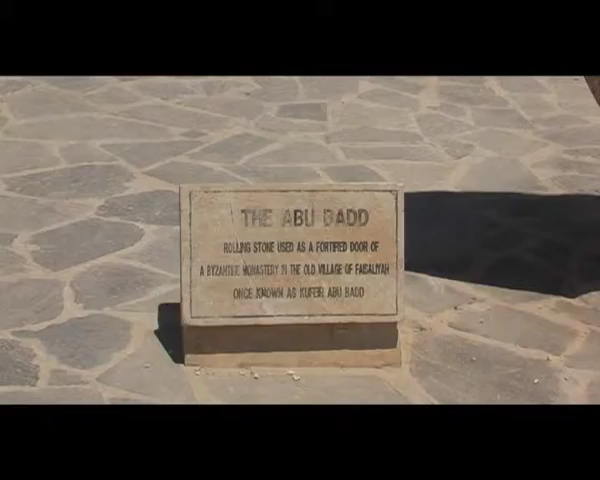 THE ABU BADD
ROLLING STONE USED AS A FORTIFIED DOOR OF
A BYZANTINE MONASTERY IN THE OLD VILLAGE OF FAISALIYAH
ONCE KNOWN AS KUFEIR ABU BADD